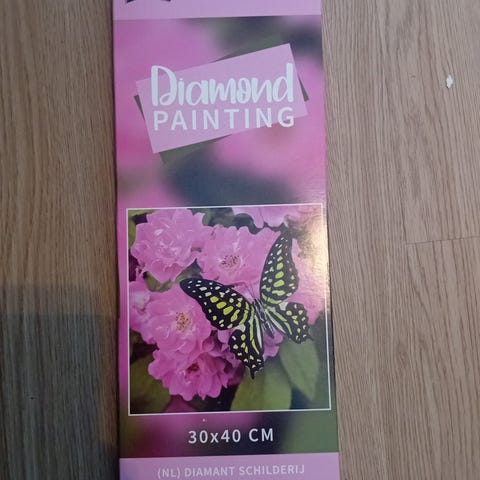 Diamond
PAINTING
30x40 CM
(NL) DIAMANT SCHILDERIJ